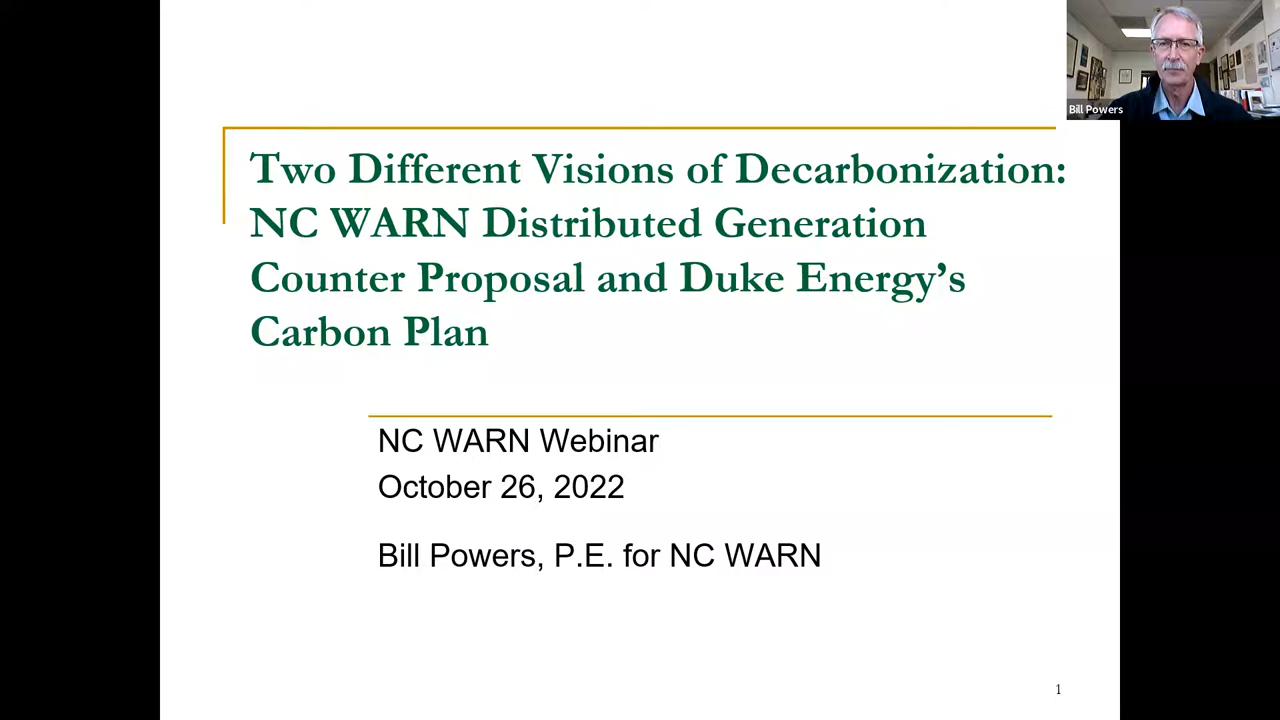 Bill Powers
Two Different Visions of Decarbonization:
NC WARN Distributed Generation
Counter Proposal and Duke Energy’s
Carbon Plan
NC WARN Webinar
October 26, 2022
Bill Powers, P.E. for NC WARN
1